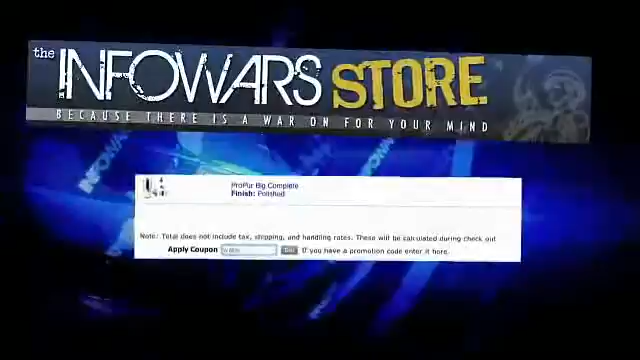 the
INFOWARS STORE
BECAUSE THERE IS A WAR ON FOR YOUR MIND
INFOWARS
ProPur Big Complete
Finish: Polished
Note: Total does not include tax, shipping, and handling rates. These will be calculated during check out
Apply Coupon
Go! If you have a promotion code enter it here.